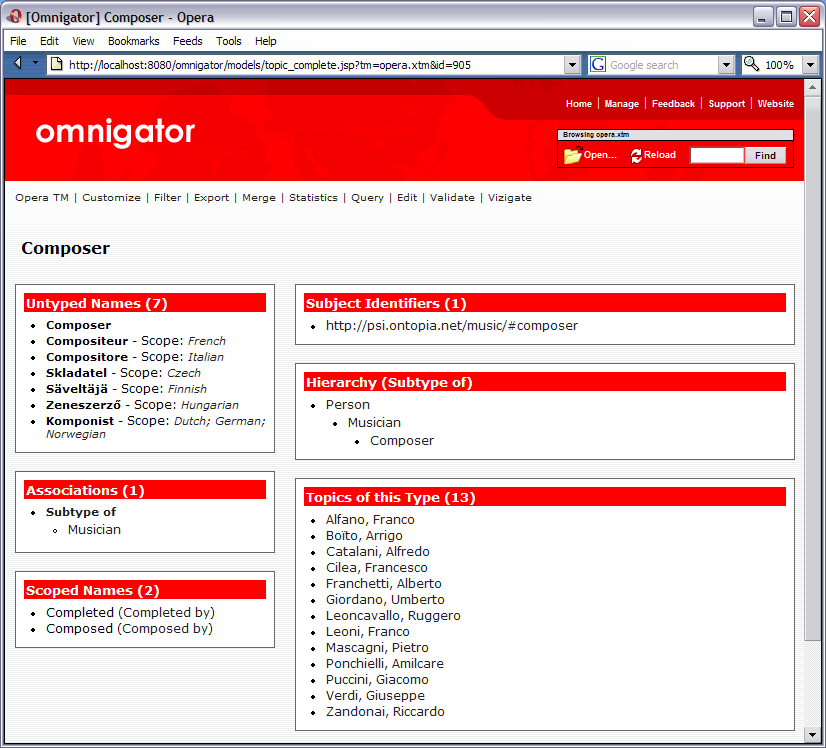 [Omnigator] Composer - Opera
File Edit View Bookmarks Feeds Tools Help
http://localhost:8080/omnigator/models/topic_complete.jsp?tm=opera.xtm&id=905
G Google search
100%
Home | Manage | Feedback | Support | Website
omnigator
Browsing opera.xtm
Open... Reload Find
Opera TM | Customize | Filter | Export | Merge | Statistics | Query | Edit | Validate | Vizigate
Composer
Untyped Names (7)
Composer
Compositeur - Scope: French
Compositore - Scope: Italian
Skladatel - Scope: Czech
Säveltäjä - Scope: Finnish
Zeneszerző - Scope: Hungarian
Komponist - Scope: Dutch; German;
Norwegian
Associations (1)
Subtype of
Musician
Scoped Names (2)
Completed (Completed by)
Composed (Composed by)
Subject Identifiers (1)
http://psi.ontopia.net/music/#composer
Hierarchy (Subtype of)
Person
Musician
Composer
Topics of this Type (13)
Alfano, Franco
Boïto, Arrigo
Catalani, Alfredo
Cilea, Francesco
Franchetti, Alberto
Giordano, Umberto
Leoncavallo, Ruggero
Leoni, Franco
Mascagni, Pietro
Ponchielli, Amilcare
Puccini, Giacomo
Verdi, Giuseppe
Zandonai, Riccardo